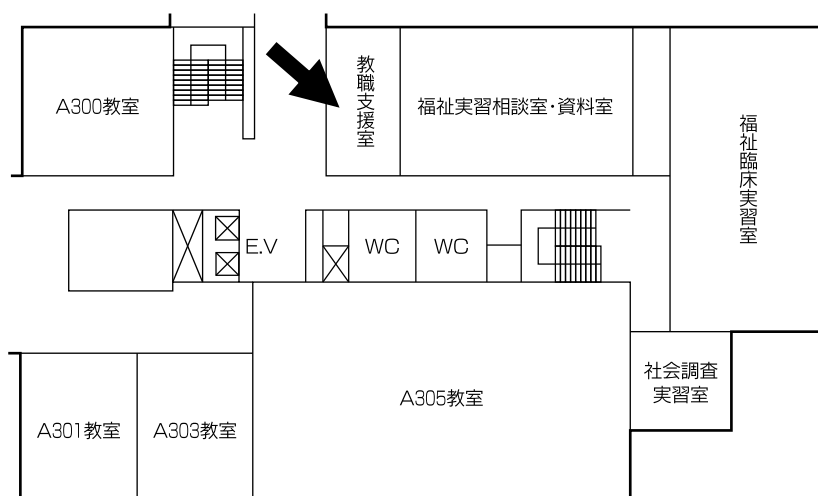 A300教室
教職支援室
福祉実習相談室・資料室
福祉臨床実習室
E.V
WC
WC
A301教室
A303教室
A305教室
社会調査
実習室